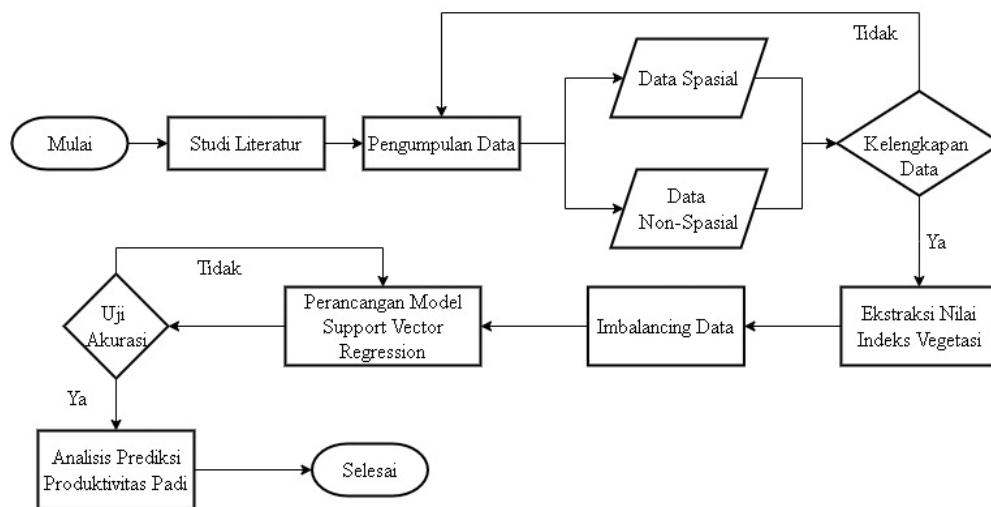 Tidak
Mulai
Studi Literatur
Pengumpulan Data
Data Spasial
Data
Non-Spasial
Kelengkapan
Data
Ya
Ekstraksi Nilai
Indeks Vegetasi
Imbalancing Data
Perancangan Model
Support Vector
Regression
Tidak
Uji
Akurasi
Ya
Analisis Prediksi
Produktivitas Padi
Selesai